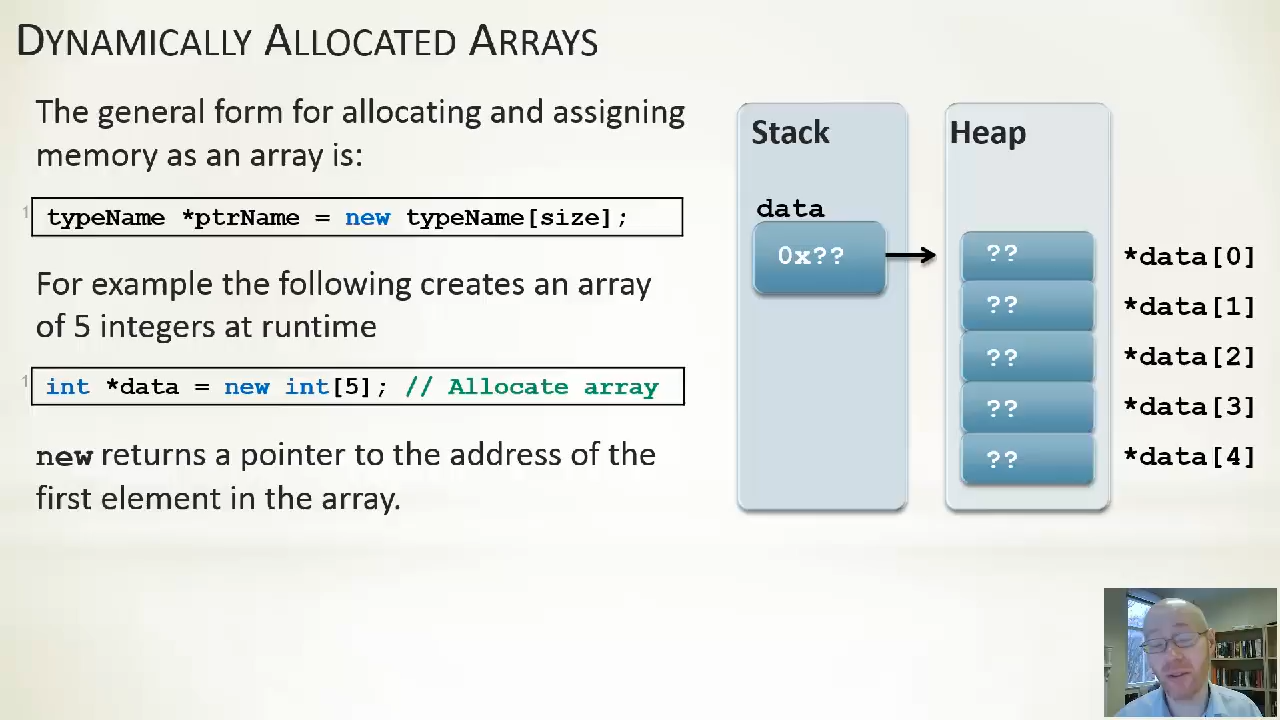 DYNAMICALLY ALLOCATED ARRAYS
The general form for allocating and assigning
memory as an array is:
1
typeName *ptrName = new typeName[size];
For example the following creates an array
of 5 integers at runtime
1
int *data = new int[5]; // Allocate array
new returns a pointer to the address of the
first element in the array.
Stack
data
0x??
Heap
?? *data[0]
?? *data[1]
?? *data[2]
?? *data[3]
?? *data[4]